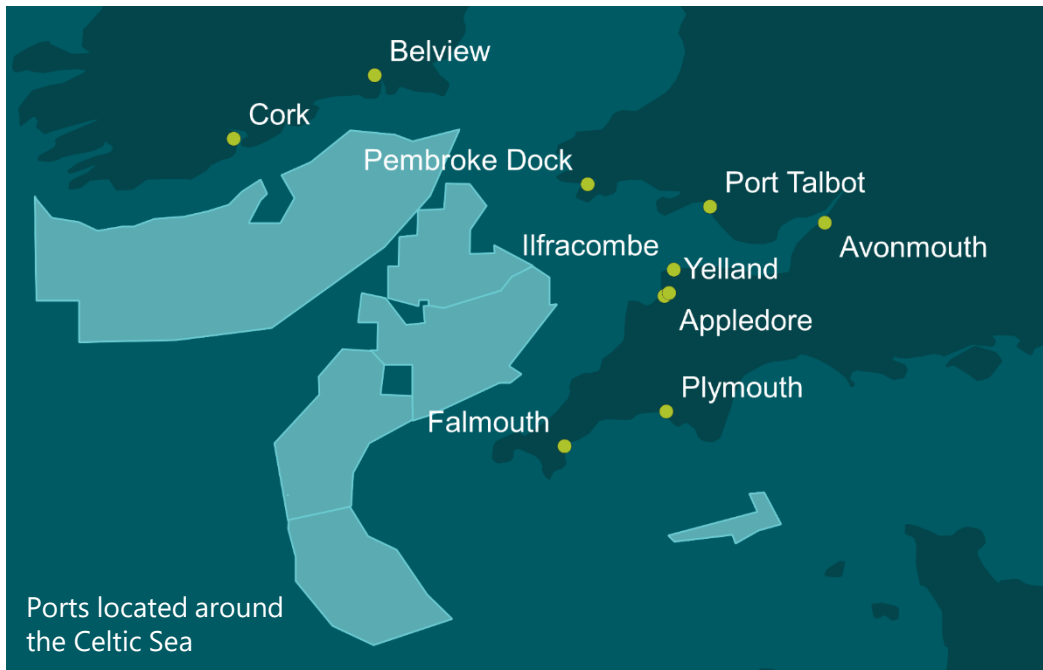 Belview
Cork
Pembroke Dock
Port Talbot
Ilfracombe
Avonmouth
Yelland
Appledore
Plymouth
Falmouth
Ports located around
the Celtic Sea